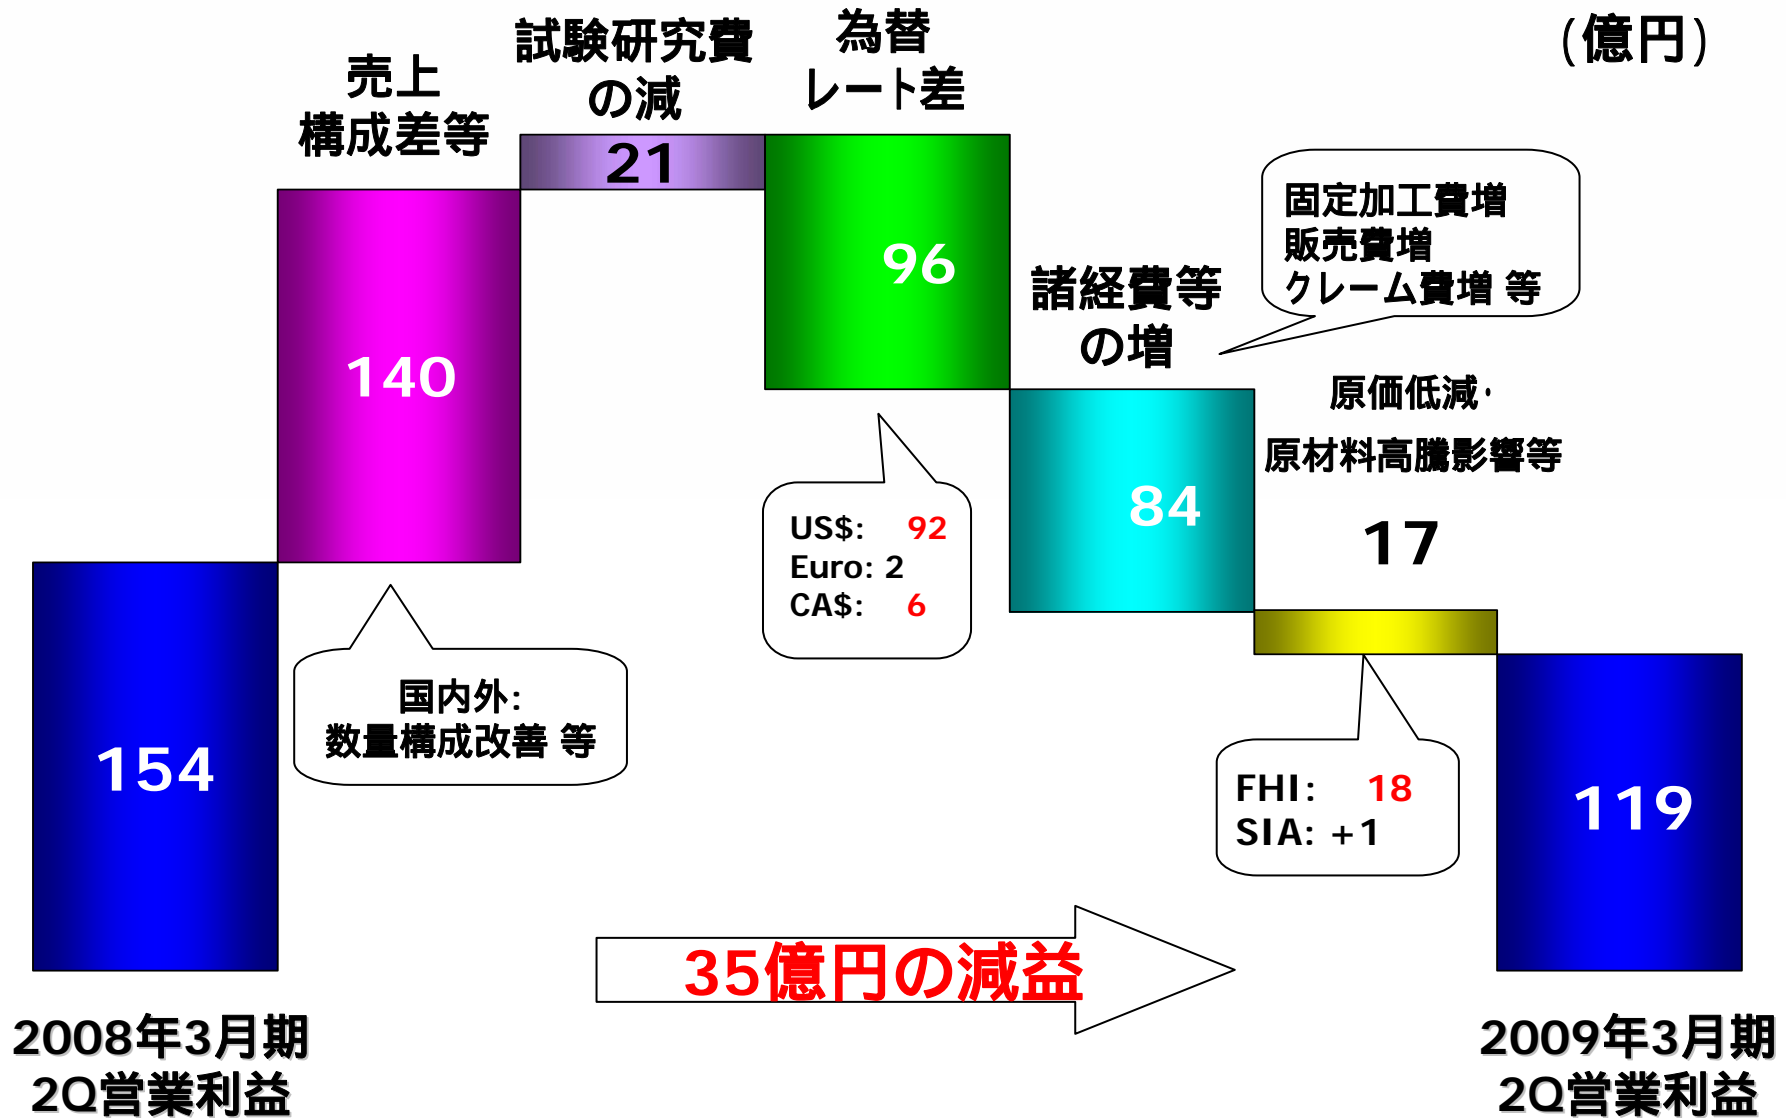 (億円)
売上
構成差等
試験研究費
の減
為替
レート差
21
140
96
諸経費等
の増
固定加工費増
販売費増
クレーム費増 等
84
原価低減・
原材料高騰影響等
17
US$: 92
Euro: 2
CA$: 6
国内外:
数量構成改善 等
154
FHI: 18
SIA: +1
119
35億円の減益
2008年3月期
2Q営業利益
2009年3月期
2Q営業利益